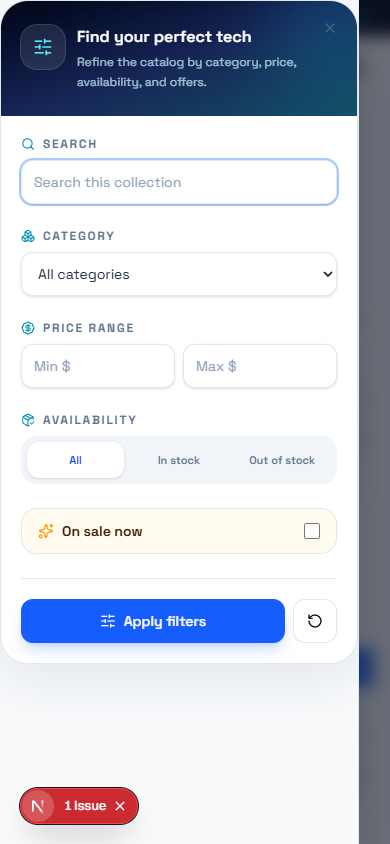 Find your perfect tech
Refine the catalog by category, price,
availability, and offers.
SEARCH
Search this collection
CATEGORY
All categories
PRICE RANGE
Min $
Max $
AVAILABILITY
All
In stock
Out of stock
On sale now
Apply filters
N
1 Issue